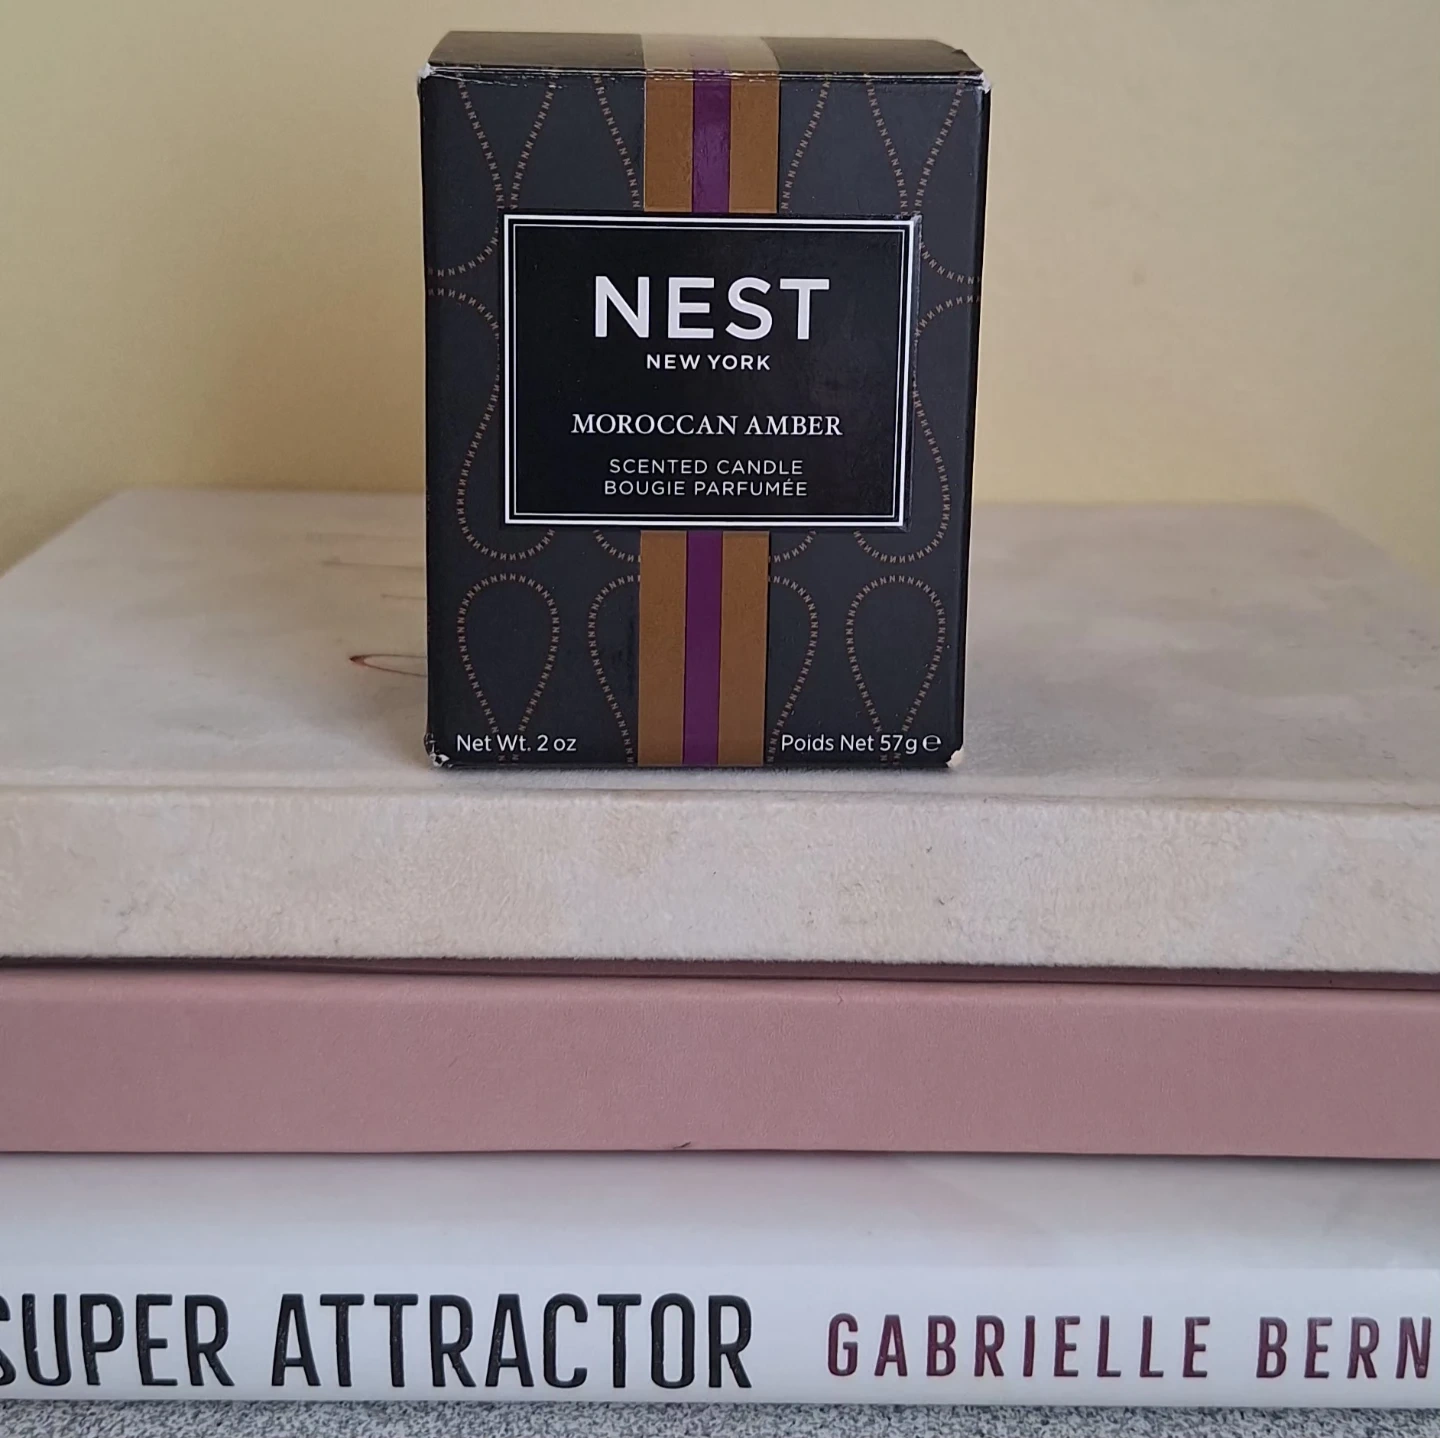 NEST
NEW YORK
MOROCCAN AMBER
SCENTED CANDLE
BOUGIE PARFUMÉE
Net Wt. 2 oz
Poids Net 57g ℮
SUPER ATTRACTOR
GABRIELLE BERN